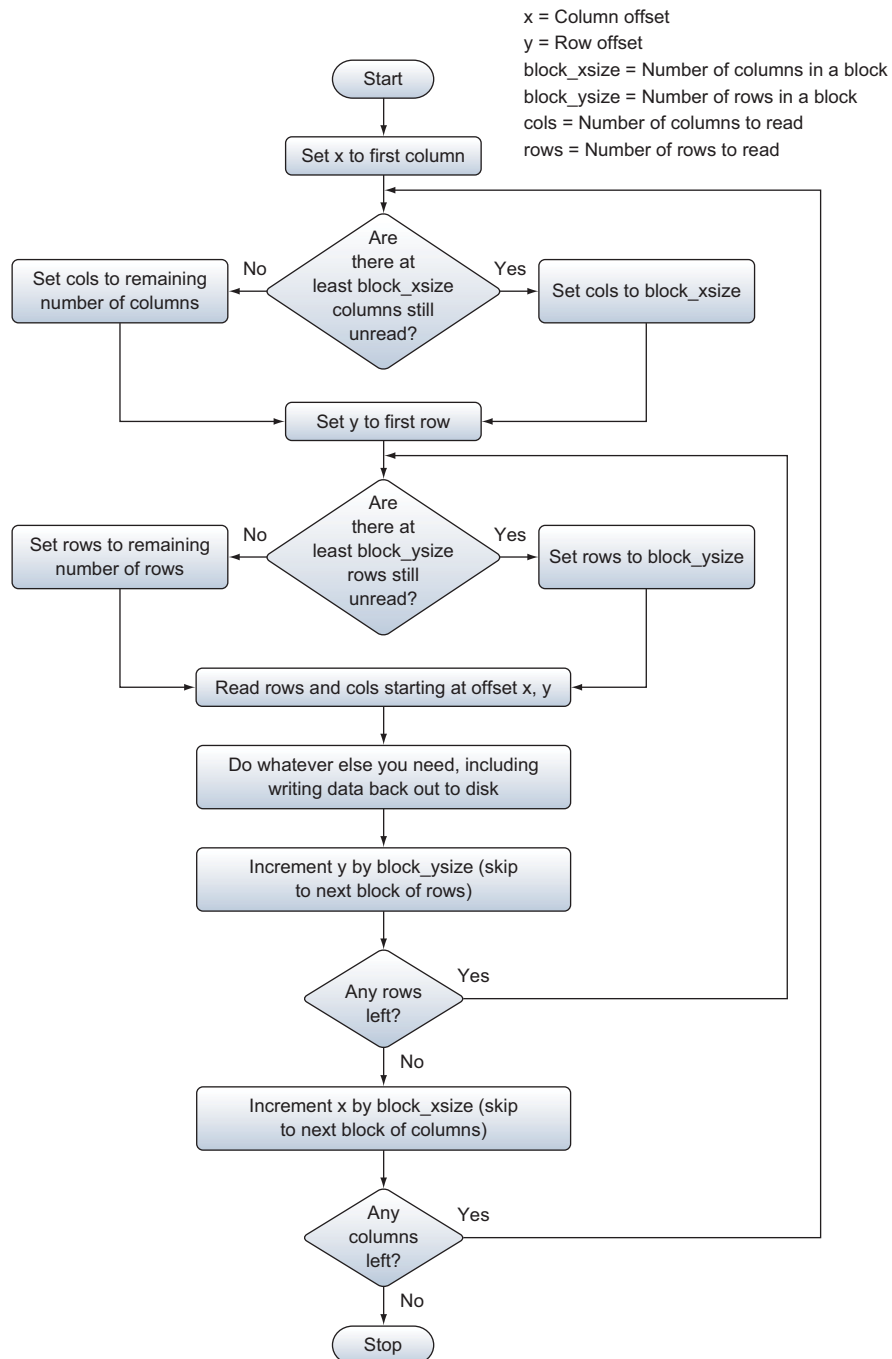 x = Column offset
y = Row offset
block_xsize = Number of columns in a block
block_ysize = Number of rows in a block
cols = Number of columns to read
rows = Number of rows to read
Start
Set x to first column
Are
there at
least block_xsize
columns still
unread?
No
Yes
Set cols to remaining
number of columns
Set cols to block_xsize
Set y to first row
Are
there at
least block_ysize
rows still
unread?
No
Yes
Set rows to remaining
number of rows
Set rows to block_ysize
Read rows and cols starting at offset x, y
Do whatever else you need, including
writing data back out to disk
Increment y by block_ysize (skip
to next block of rows)
Any rows
left?
Yes
No
Increment x by block_xsize (skip
to next block of columns)
Any
columns
left?
Yes
No
Stop